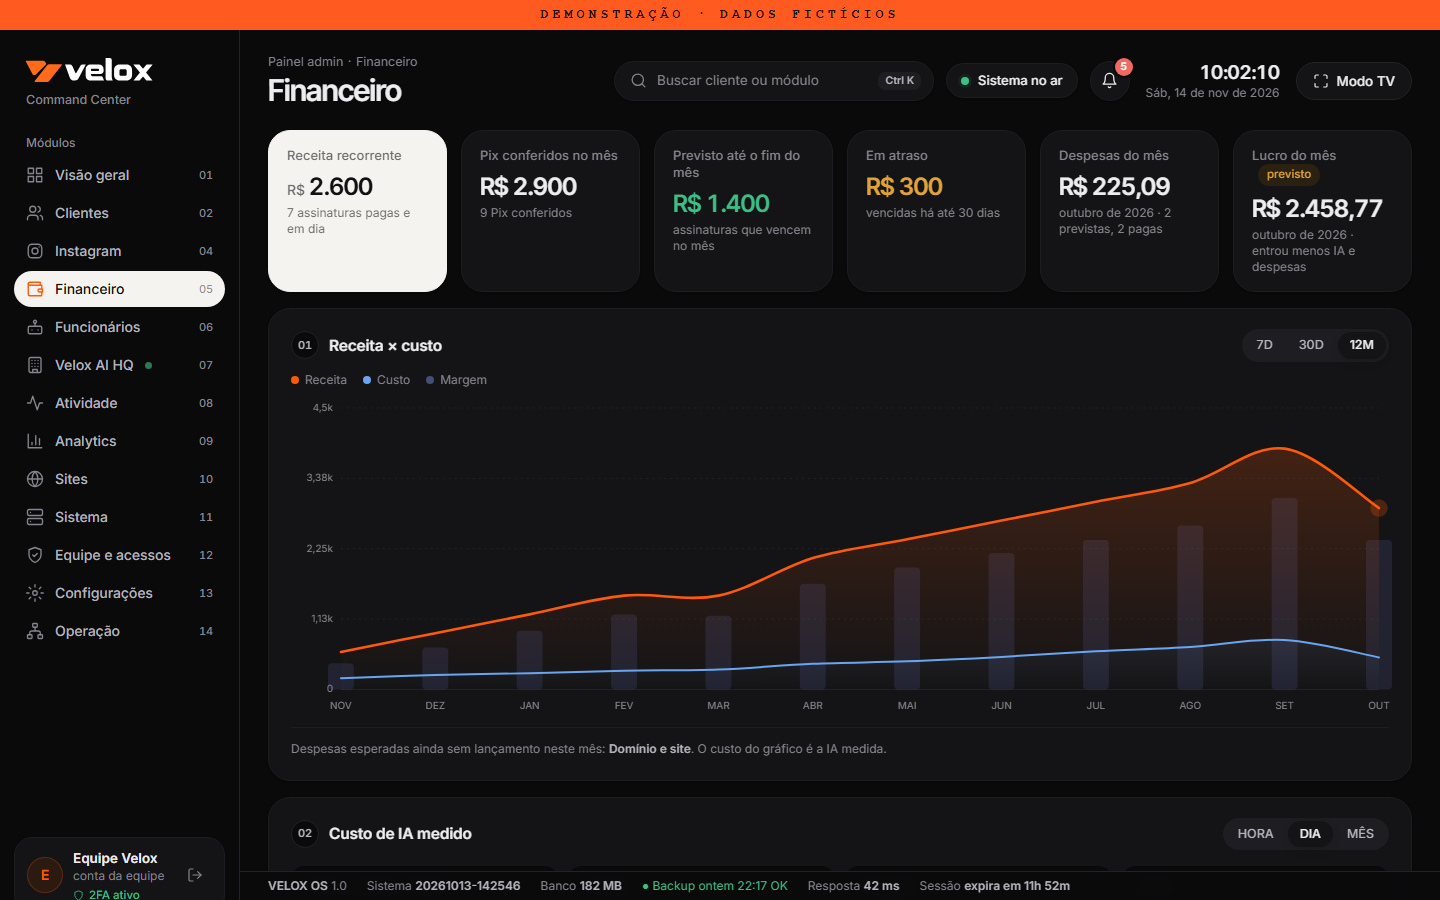 DEMONSTRAÇÃO · DADOS FICTÍCIOS
velox
Command Center
Módulos
Visão geral 01
Clientes 02
Instagram 04
Financeiro 05
Funcionários 06
Velox AI HQ 07
Atividade 08
Analytics 09
Sites 10
Sistema 11
Equipe e acessos 12
Configurações 13
Operação 14
E
Equipe Velox
conta da equipe
2FA ativo
Painel admin · Financeiro
Financeiro
Buscar cliente ou módulo Ctrl K
Sistema no ar
5
10:02:10
Sáb, 14 de nov de 2026
Modo TV
Receita recorrente
R$ 2.600
7 assinaturas pagas e
em dia
Pix conferidos no mês
R$ 2.900
9 Pix conferidos
Previsto até o fim do
mês
R$ 1.400
assinaturas que vencem
no mês
Em atraso
R$ 300
vencidas há até 30 dias
Despesas do mês
R$ 225,09
outubro de 2026 · 2
previstas, 2 pagas
Lucro do mês
previsto
R$ 2.458,77
outubro de 2026 ·
entrou menos IA e
despesas
01 Receita × custo
7D 30D 12M
Receita Custo Margem
4,5k
3,38k
2,25k
1,13k
0
NOV DEZ JAN FEV MAR ABR MAI JUN JUL AGO SET OUT
Despesas esperadas ainda sem lançamento neste mês: Domínio e site. O custo do gráfico é a IA medida.
02 Custo de IA medido
HORA DIA MÊS
VELOX OS 1.0 Sistema 20261013-142546 Banco 182 MB Backup ontem 22:17 OK Resposta 42 ms Sessão expira em 11h 52m